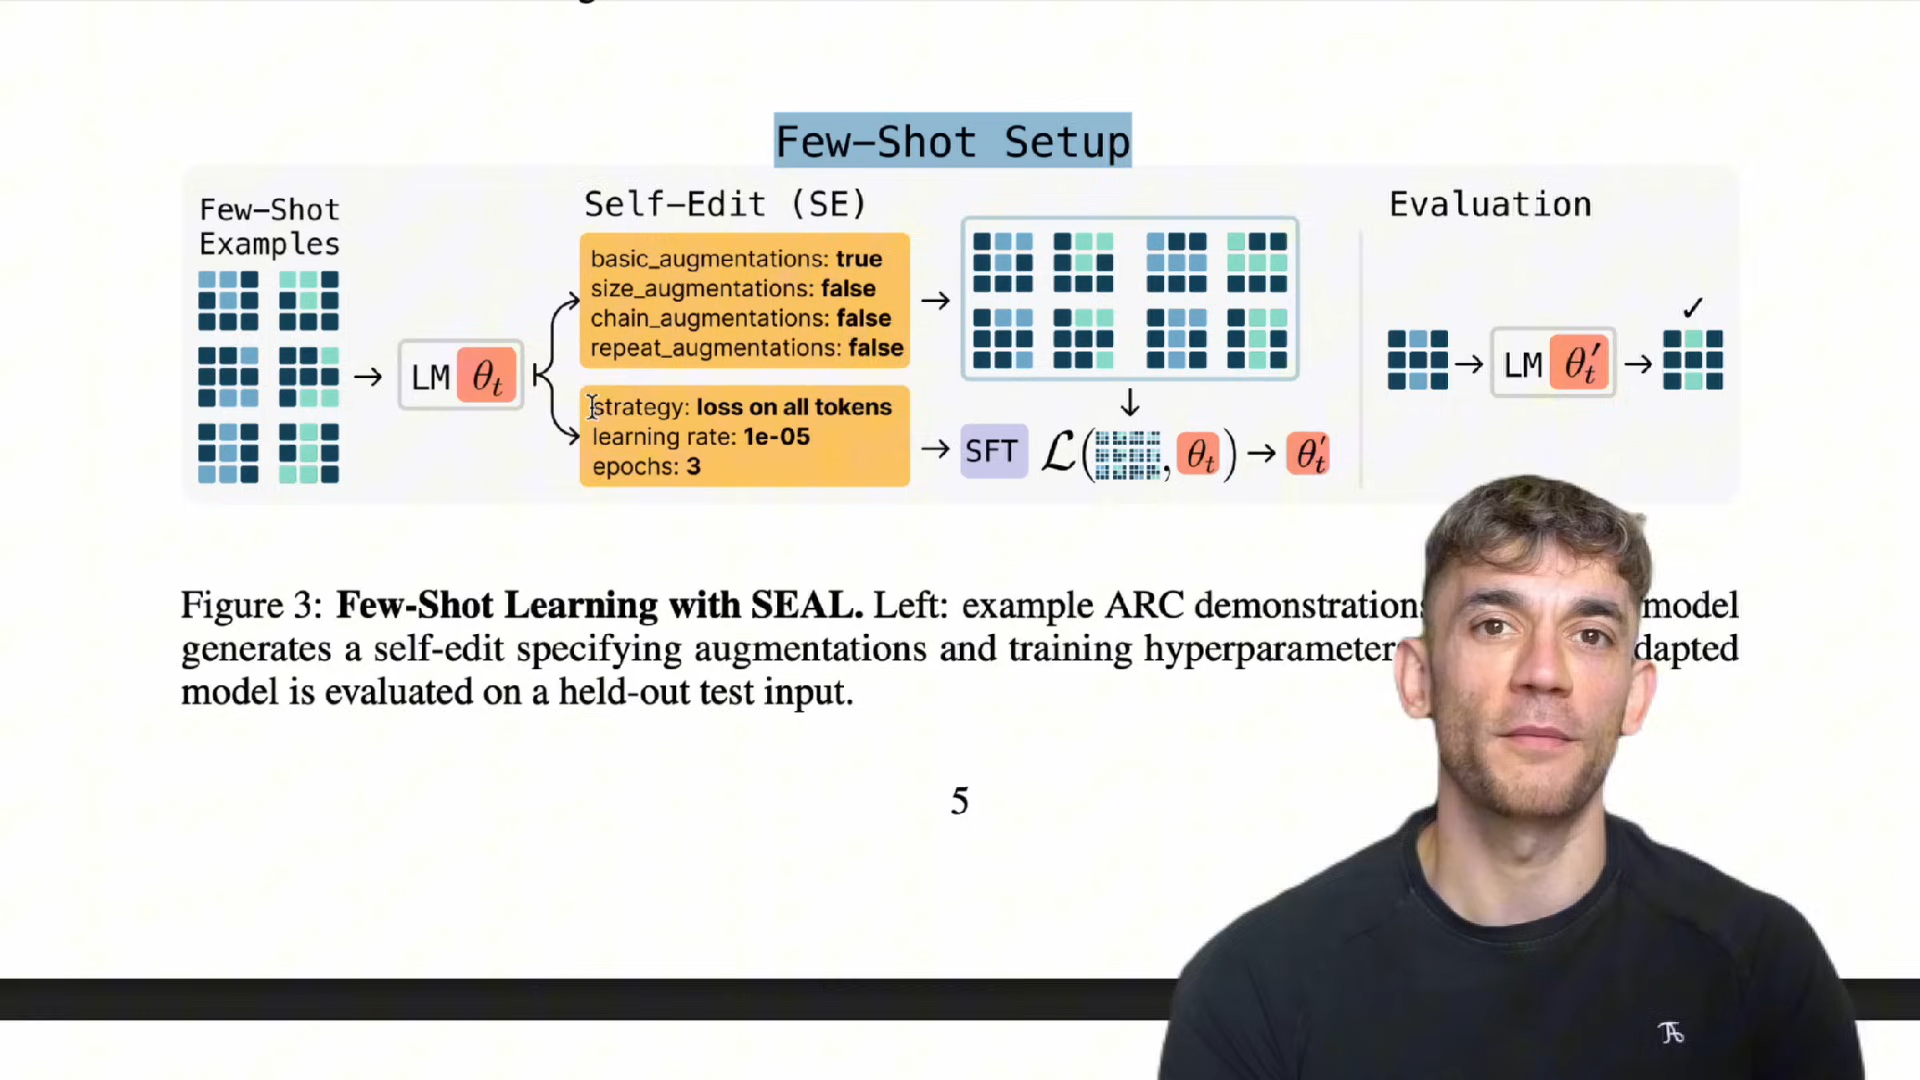 Few-Shot Setup
Few-Shot
Examples
LM θt
Self-Edit (SE)
basic_augmentations: true
size_augmentations: false
chain_augmentations: false
repeat_augmentations: false
strategy: loss on all tokens
learning rate: 1e-05
epochs: 3
SFT ℒ( , θt) → θ′t
Evaluation
LM θ′t
✓
Figure 3: Few-Shot Learning with SEAL. Left: example ARC demonstrations model
generates a self-edit specifying augmentations and training hyperparameter dapted
model is evaluated on a held-out test input.
5